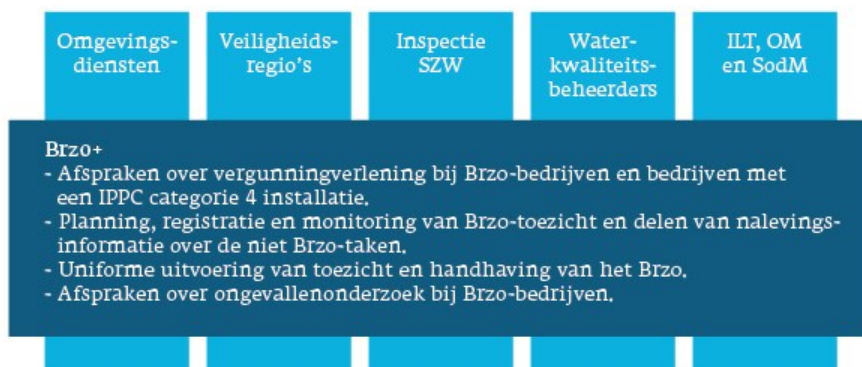 Omgevings-
diensten
Veiligheids-
regio's
Inspectie
SZW
Water-
kwaliteits-
beheerders
ILT, OM
en SodM
Brzo+
- Afspraken over vergunningverlening bij Brzo-bedrijven en bedrijven met
een IPPC categorie 4 installatie.
- Planning, registratie en monitoring van Brzo-toezicht en delen van nalevings-
informatie over de niet Brzo-taken.
- Uniforme uitvoering van toezicht en handhaving van het Brzo.
- Afspraken over ongevallenonderzoek bij Brzo-bedrijven.